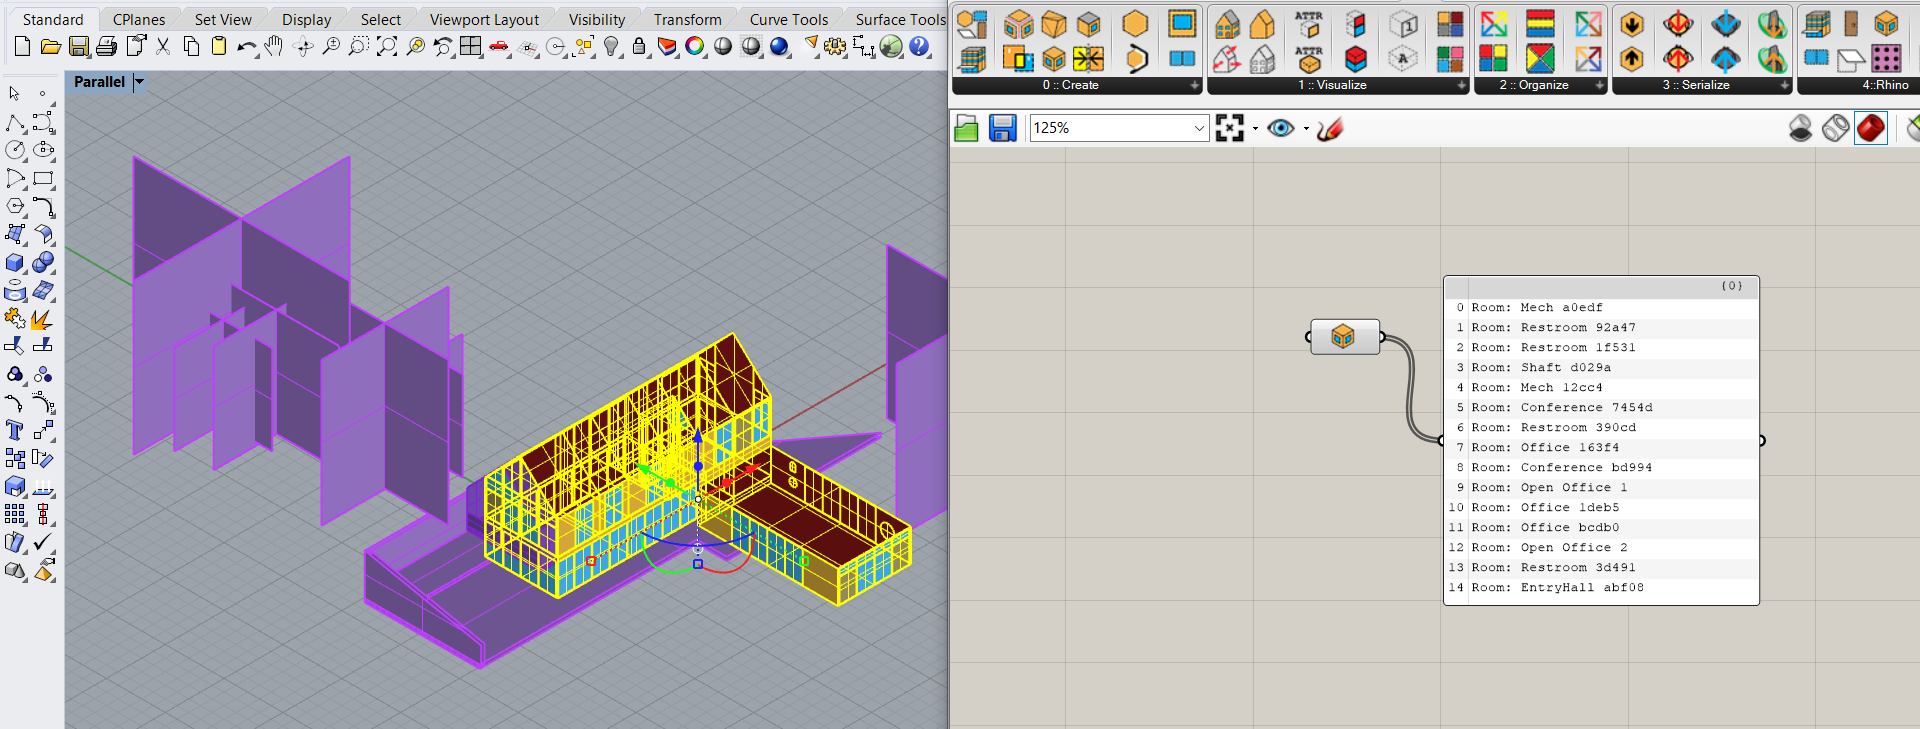 Standard CPlanes Set View Display Select Viewport Layout Visibility Transform Curve Tools Surface Tools
Parallel
ATTR
ATTR
A
0 :: Create 1 :: Visualize 2 :: Organize 3 :: Serialize 4::Rhino
125%
{0}
0 Room: Mech a0edf
1 Room: Restroom 92a47
2 Room: Restroom 1f531
3 Room: Shaft d029a
4 Room: Mech 12cc4
5 Room: Conference 7454d
6 Room: Restroom 390cd
7 Room: Office 163f4
8 Room: Conference bd994
9 Room: Open Office 1
10 Room: Office 1deb5
11 Room: Office bcdb0
12 Room: Open Office 2
13 Room: Restroom 3d491
14 Room: EntryHall abf08